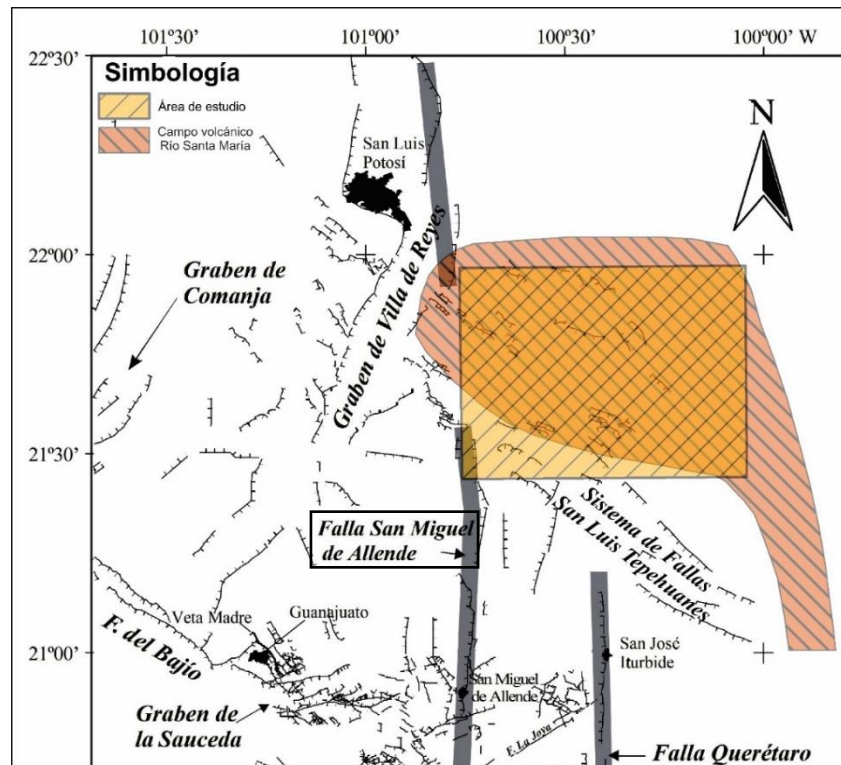 101º30'
101º00'
100º30'
100º00' W
22º30'
22º00'
21º30'
21º00'
Simbología
Área de estudio
Campo volcánico
Río Santa María
N
San Luis
Potosí
Graben de
Comanja
Graben de Villa de Reyes
Falla San Miguel
de Allende
Sistema de Fallas
San Luis Tepehuanes
Veta Madre
Guanajuato
F. del Bajío
San José
Iturbide
San Miguel
de Allende
Graben de
la Sauceda
F. La Joya
Falla Querétaro